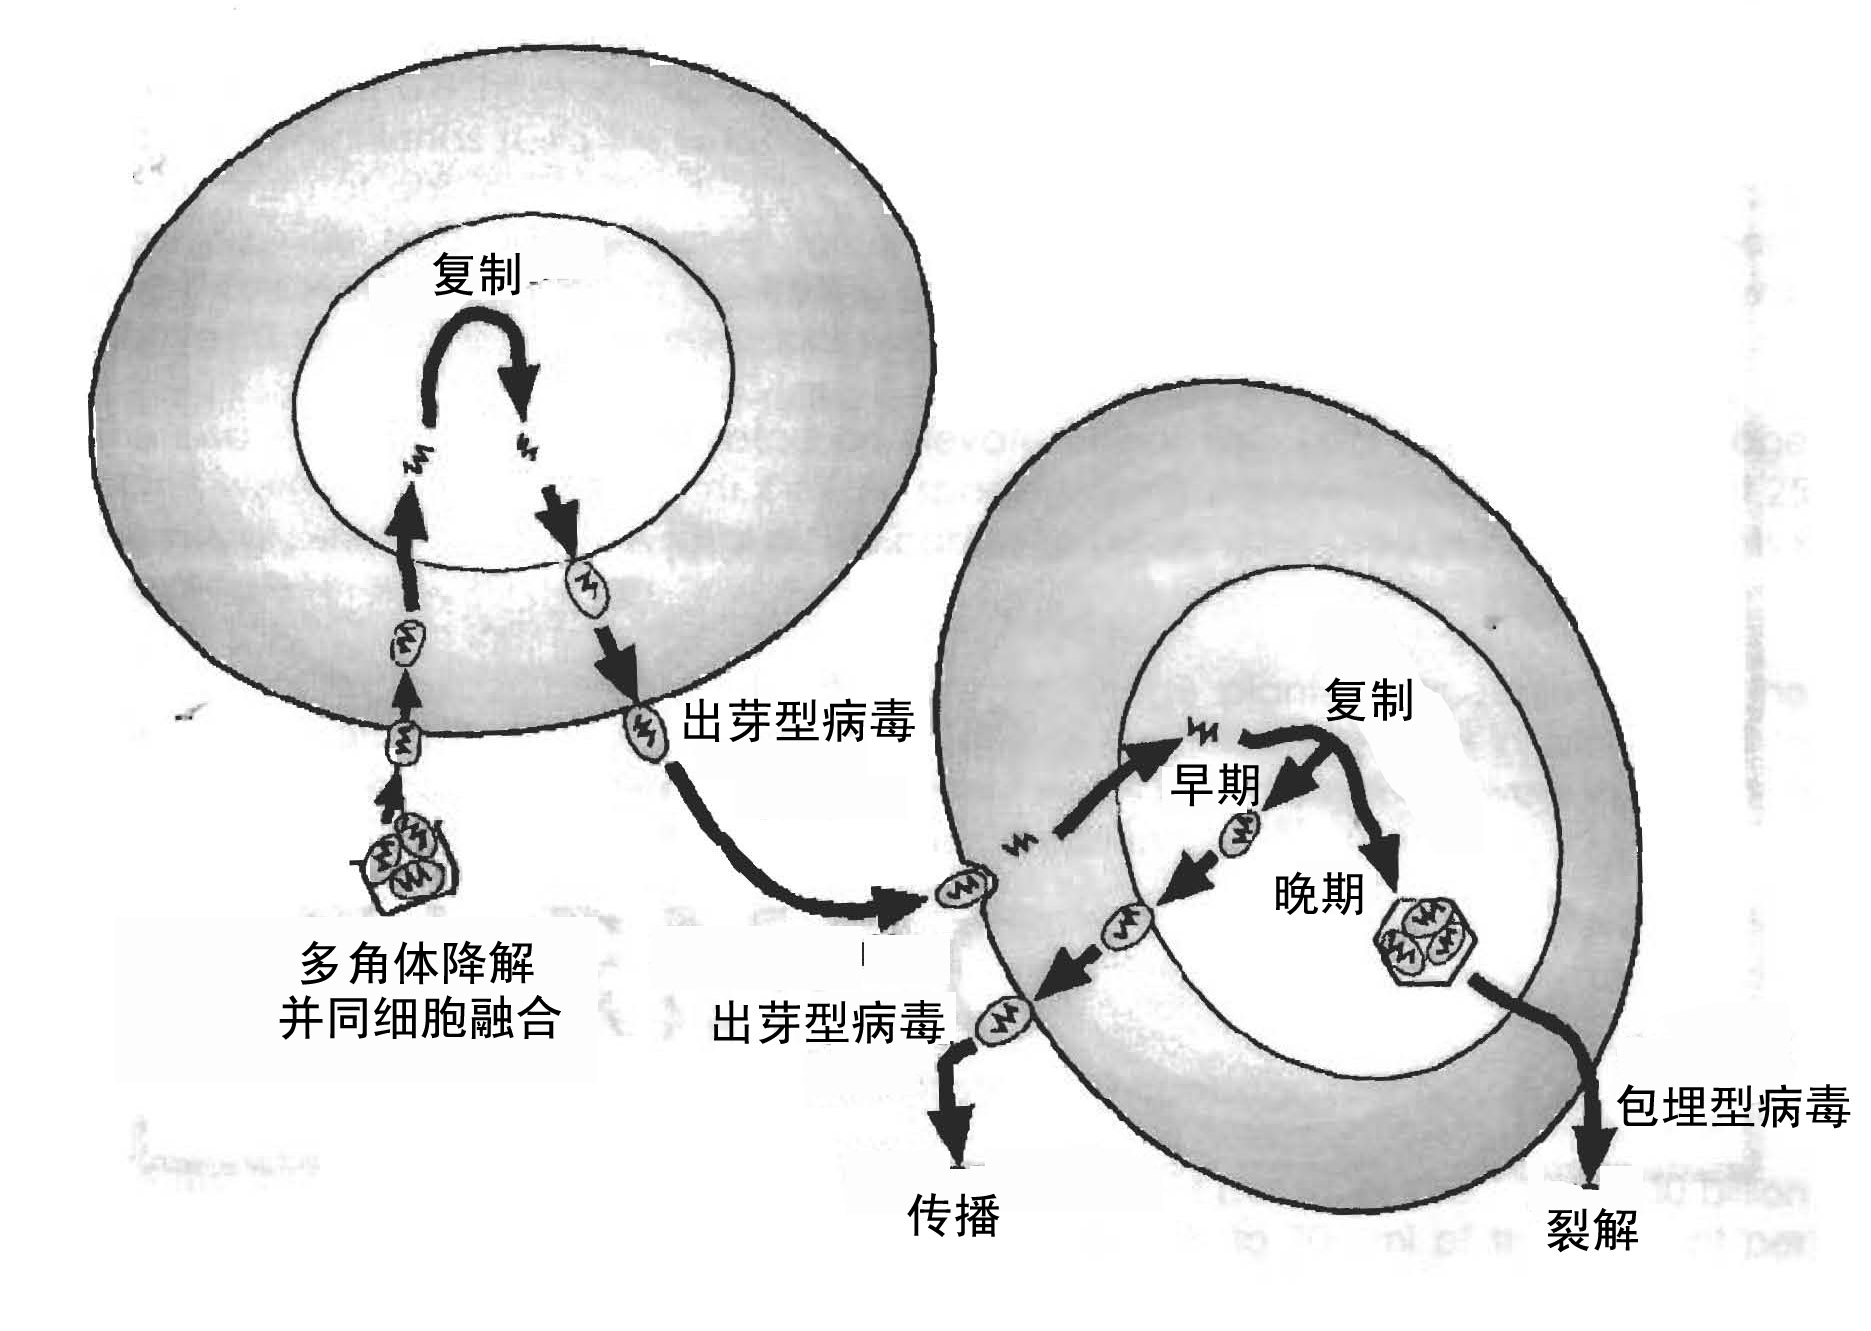 复制
出芽型病毒
复制
早期
晚期
多角体降解
并同细胞融合
出芽型病毒
包埋型病毒
传播
裂解